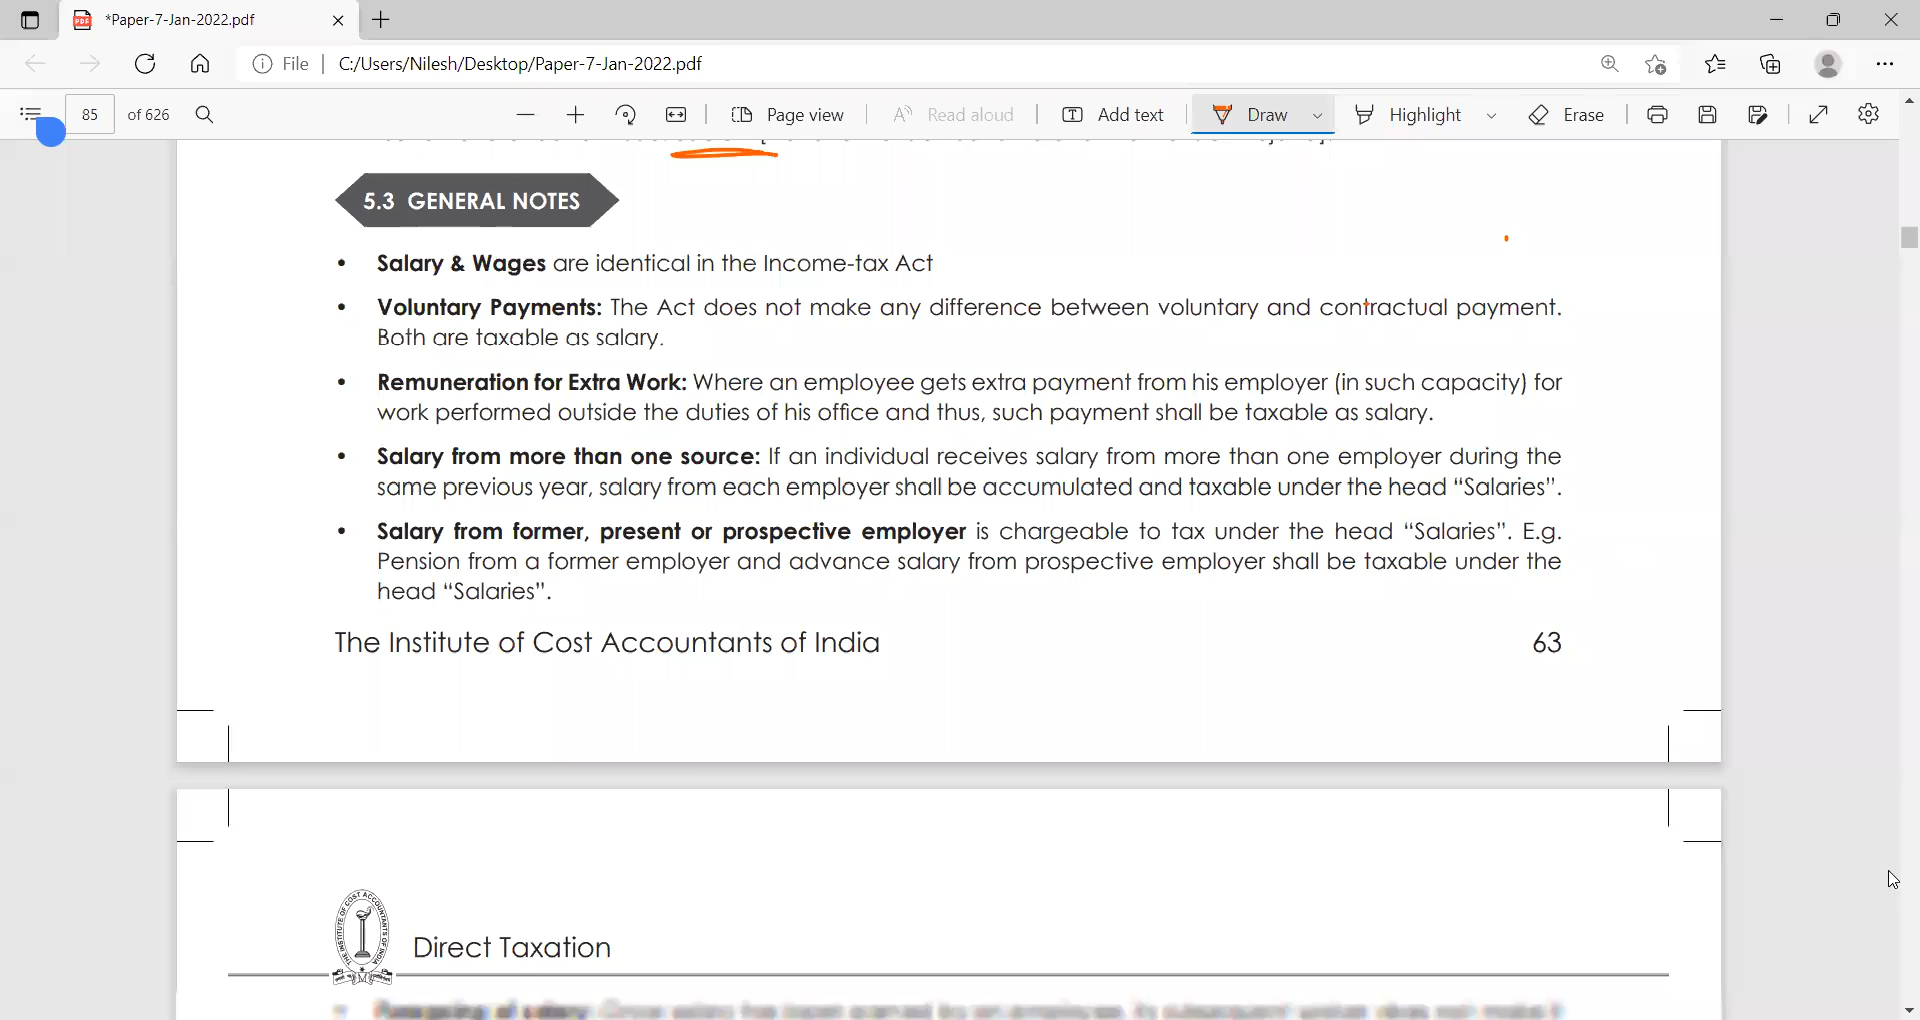 *Paper-7-Jan-2022.pdf
File | C:/Users/Nilesh/Desktop/Paper-7-Jan-2022.pdf
85 of 626 Page view Read aloud Add text Draw Highlight Erase
5.3 GENERAL NOTES
• Salary & Wages are identical in the Income-tax Act
• Voluntary Payments: The Act does not make any difference between voluntary and contractual payment.
Both are taxable as salary.
• Remuneration for Extra Work: Where an employee gets extra payment from his employer (in such capacity) for
work performed outside the duties of his office and thus, such payment shall be taxable as salary.
• Salary from more than one source: If an individual receives salary from more than one employer during the
same previous year, salary from each employer shall be accumulated and taxable under the head “Salaries”.
• Salary from former, present or prospective employer is chargeable to tax under the head “Salaries”. E.g.
Pension from a former employer and advance salary from prospective employer shall be taxable under the
head “Salaries”.
The Institute of Cost Accountants of India 63
THE INSTITUTE OF COST ACCOUNTANTS OF INDIA
Direct Taxation